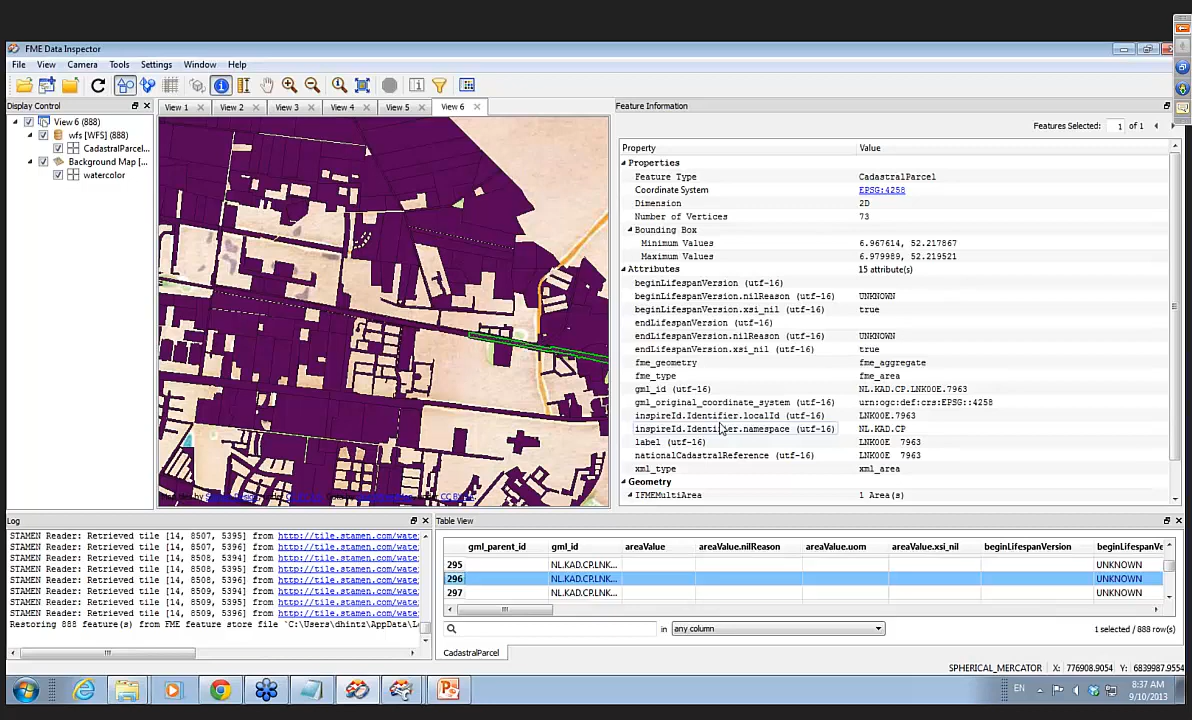 FME Data Inspector
File View Camera Tools Settings Window Help
Display Control
View 1 View 2 View 3 View 4 View 5 View 6
Feature Information
View 6 (888)
wfs [WFS] (888)
CadastralParcel...
Background Map [...
watercolor
Features Selected: 1 of 1
Property Value
Properties
Feature Type CadastralParcel
Coordinate System EPSG:4258
Dimension 2D
Number of Vertices 73
Bounding Box
Minimum Values 6.967614, 52.217867
Maximum Values 6.979989, 52.219521
Attributes 15 attribute(s)
beginLifespanVersion (utf-16)
beginLifespanVersion.nilReason (utf-16) UNKNOWN
beginLifespanVersion.xsi_nil (utf-16) true
endLifespanVersion (utf-16)
endLifespanVersion.nilReason (utf-16) UNKNOWN
endLifespanVersion.xsi_nil (utf-16) true
fme_geometry fme_aggregate
fme_type fme_area
gml_id (utf-16) NL.KAD.CP.LNK00E.7963
gml_original_coordinate_system (utf-16) urn:ogc:def:crs:EPSG::4258
inspireId.Identifier.localId (utf-16) LNK00E.7963
inspireId.Identifier.namespace (utf-16) NL.KAD.CP
label (utf-16) LNK00E 7963
nationalCadastralReference (utf-16) LNK00E 7963
xml_type xml_area
Geometry
IFMEMultiArea 1 Area(s)
Log
STAMEN Reader: Retrieved tile [14, 8507, 5395] from http://tile.stamen.com/wate
STAMEN Reader: Retrieved tile [14, 8507, 5396] from http://tile.stamen.com/wate
STAMEN Reader: Retrieved tile [14, 8508, 5394] from http://tile.stamen.com/wate
STAMEN Reader: Retrieved tile [14, 8508, 5395] from http://tile.stamen.com/wate
STAMEN Reader: Retrieved tile [14, 8508, 5396] from http://tile.stamen.com/wate
STAMEN Reader: Retrieved tile [14, 8509, 5394] from http://tile.stamen.com/wate
STAMEN Reader: Retrieved tile [14, 8509, 5395] from http://tile.stamen.com/wate
STAMEN Reader: Retrieved tile [14, 8509, 5396] from http://tile.stamen.com/wate
Restoring 888 feature(s) from FME feature store file 'C:\Users\dhintz\AppData\L
Table View
gml_parent_id gml_id areaValue areaValue.nilReason areaValue.uom areaValue.xsi_nil beginLifespanVersion beginLifespanVe
295 NL.KAD.CP.LNK... UNKNOWN
296 NL.KAD.CP.LNK... UNKNOWN
297 NL.KAD.CP.LNK... UNKNOWN
in any column 1 selected / 888 row(s)
CadastralParcel
SPHERICAL_MERCATOR X: 776908.9054 Y: 6839987.9554
EN 8:37 AM
9/10/2013